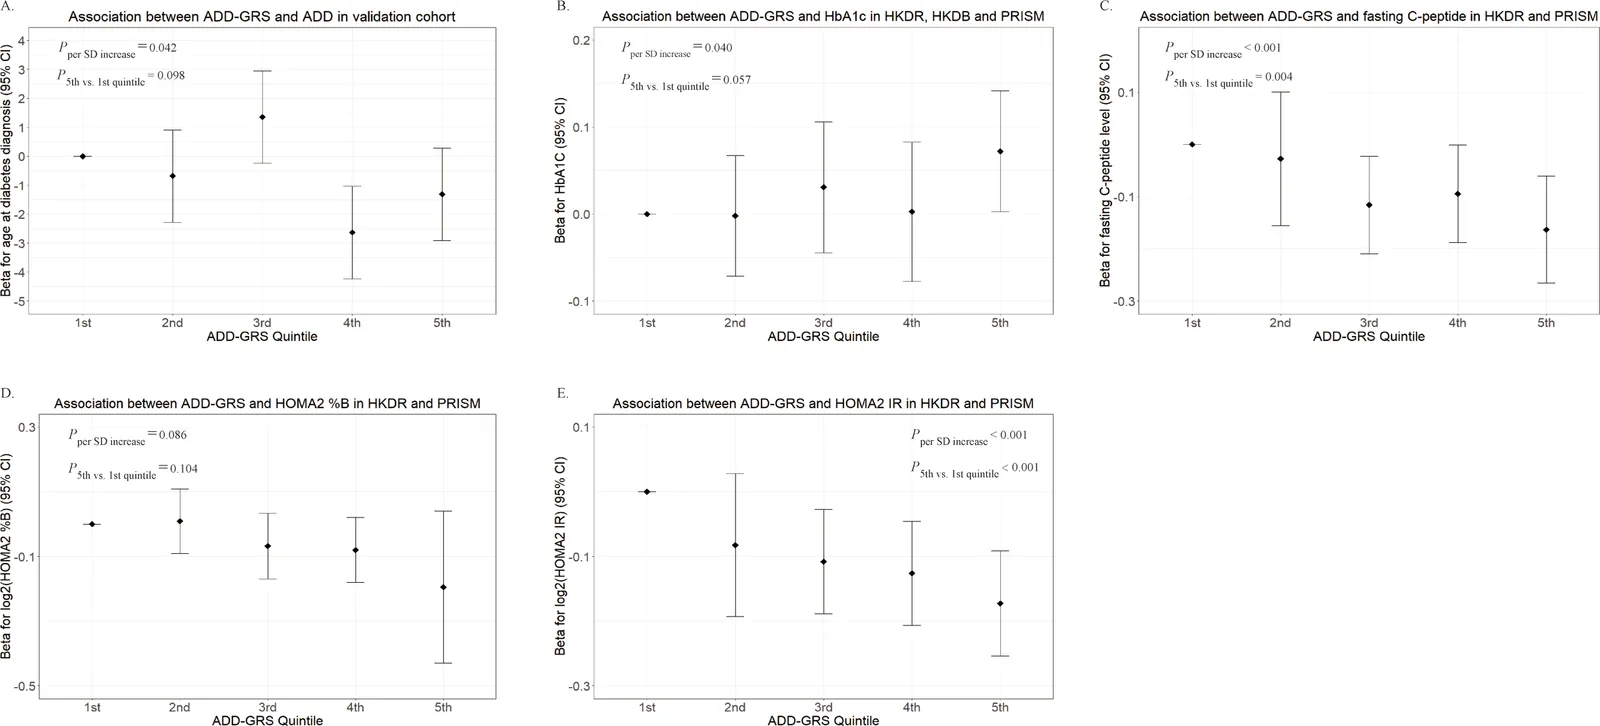 A.
Association between ADD-GRS and ADD in validation cohort
P per SD increase = 0.042
P 5th vs. 1st quintile = 0.098
Beta for age at diabetes diagnosis (95% CI)
4
3
2
1
0
-1
-2
-3
-4
-5
1st 2nd 3rd 4th 5th
ADD-GRS Quintile
B.
Association between ADD-GRS and HbA1c in HKDR, HKDB and PRISM
P per SD increase = 0.040
P 5th vs. 1st quintile = 0.057
Beta for HbA1C (95% CI)
0.2
0.1
0.0
-0.1
1st 2nd 3rd 4th 5th
ADD-GRS Quintile
C.
Association between ADD-GRS and fasting C-peptide in HKDR and PRISM
P per SD increase < 0.001
P 5th vs. 1st quintile = 0.004
Beta for fasting C-peptide level (95% CI)
0.1
-0.1
-0.3
1st 2nd 3rd 4th 5th
ADD-GRS Quintile
D.
Association between ADD-GRS and HOMA2 %B in HKDR and PRISM
P per SD increase = 0.086
P 5th vs. 1st quintile = 0.104
Beta for log2(HOMA2 %B) (95% CI)
0.3
-0.1
-0.5
1st 2nd 3rd 4th 5th
ADD-GRS Quintile
E.
Association between ADD-GRS and HOMA2 IR in HKDR and PRISM
P per SD increase < 0.001
P 5th vs. 1st quintile < 0.001
Beta for log2(HOMA2 IR) (95% CI)
0.1
-0.1
-0.3
1st 2nd 3rd 4th 5th
ADD-GRS Quintile